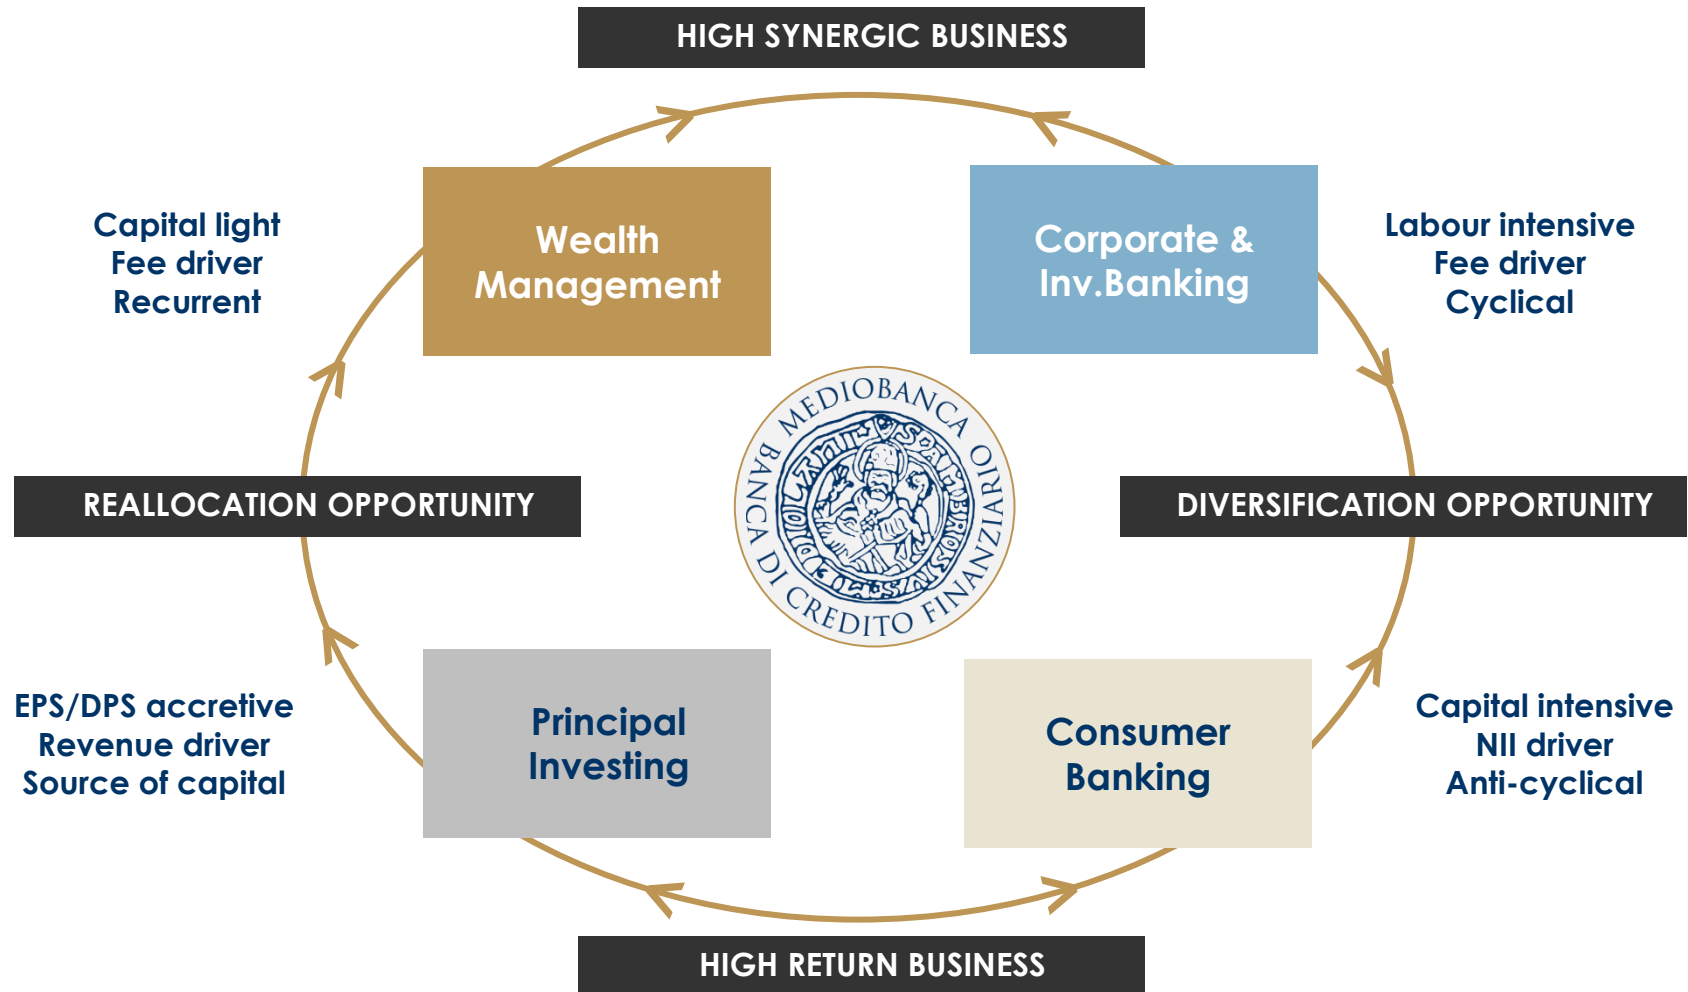 HIGH SYNERGIC BUSINESS
Capital light
Fee driver
Recurrent
Wealth
Management
Corporate &
Inv.Banking
Labour intensive
Fee driver
Cyclical
REALLOCATION OPPORTUNITY
MEDIOBANCA
BANCA DI CREDITO FINANZIARIO
DIVERSIFICATION OPPORTUNITY
EPS/DPS accretive
Revenue driver
Source of capital
Principal
Investing
Consumer
Banking
Capital intensive
NII driver
Anti-cyclical
HIGH RETURN BUSINESS